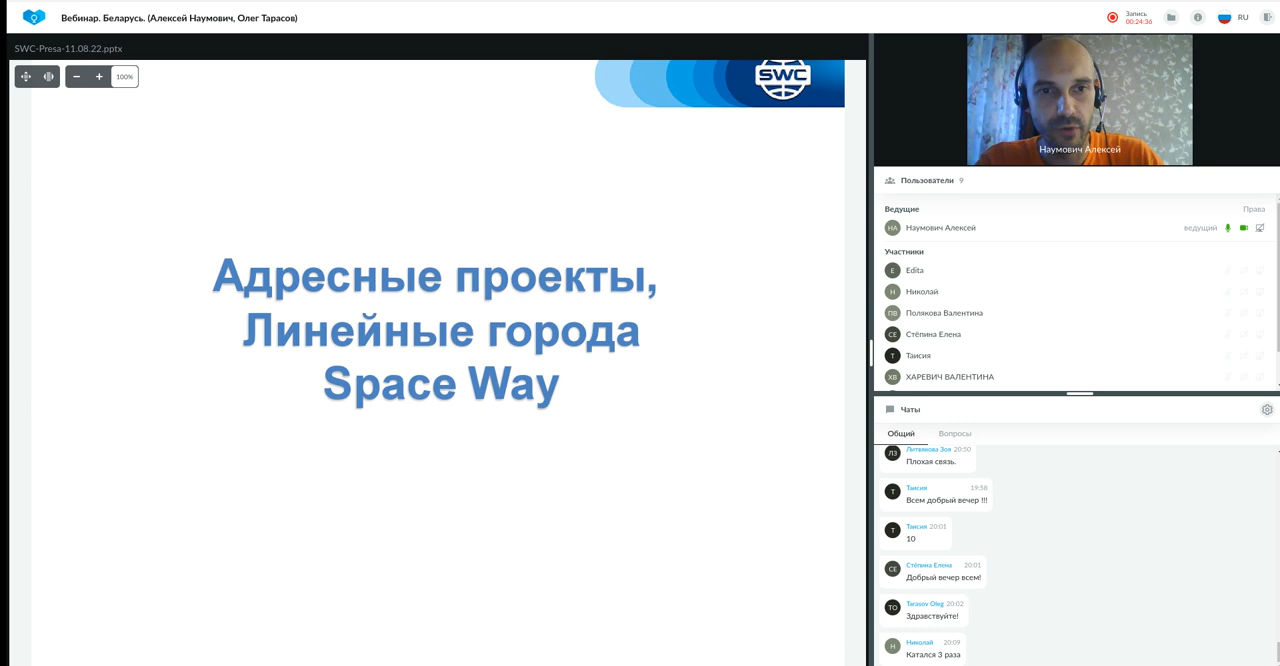 Вебинар. Беларусь. (Алексей Наумович, Олег Тарасов)
Запись
00:24:36
RU
SWC-Presa-11.08.22.pptx
100%
SWC
Адресные проекты,
Линейные города
Space Way
Наумович Алексей
Пользователи 9
Ведущие Права
НА Наумович Алексей ведущий
Участники
E Edita
Н Николай
ПВ Полякова Валентина
СЕ Стёпина Елена
Т Таисия
ХВ ХАРЕВИЧ ВАЛЕНТИНА
Чаты
Общий Вопросы
ЛЗ Литвякова Зоя 20:50
Плохая связь.
Т Таисия 19:58
Всем добрый вечер !!!
Т Таисия 20:01
10
СЕ Стёпина Елена 20:01
Добрый вечер всем!
TO Tarasov Oleg 20:02
Здравствуйте!
Н Николай 20:09
Катался 3 раза